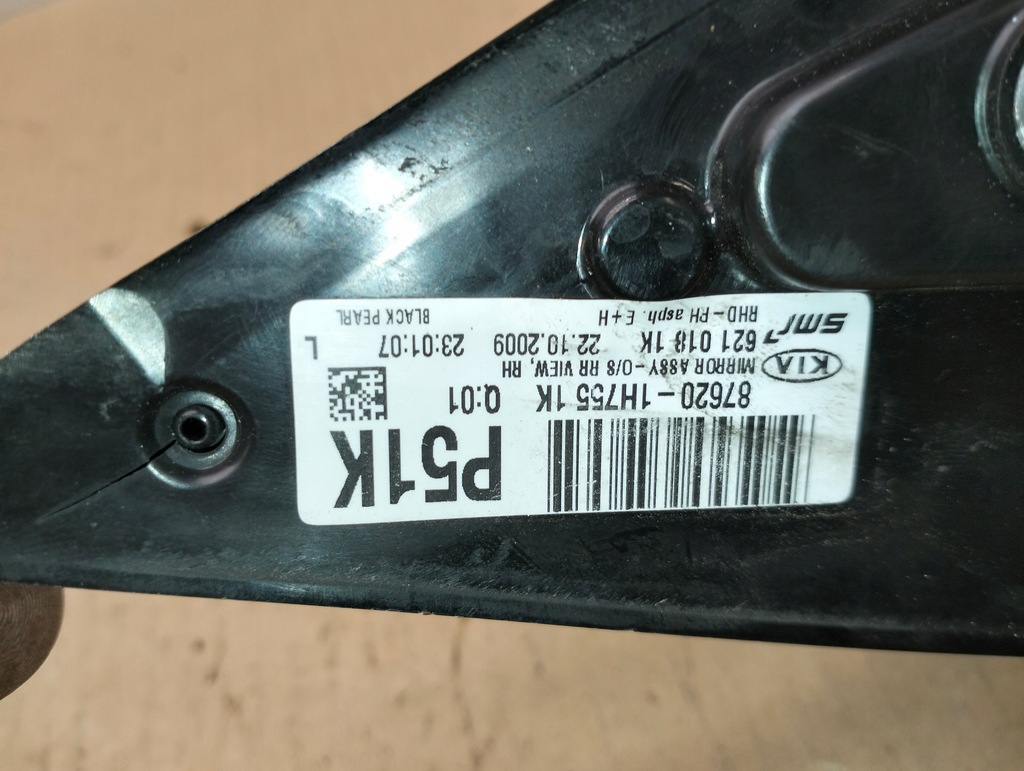 P51K
87620-1H755 1K Q:01
KIA MIRROR ASSY-O/S RR VIEW, RH
621 018 1K 22.10.2009 23:01:07 L
SMR RHD-RH asph. E+H BLACK PEARL